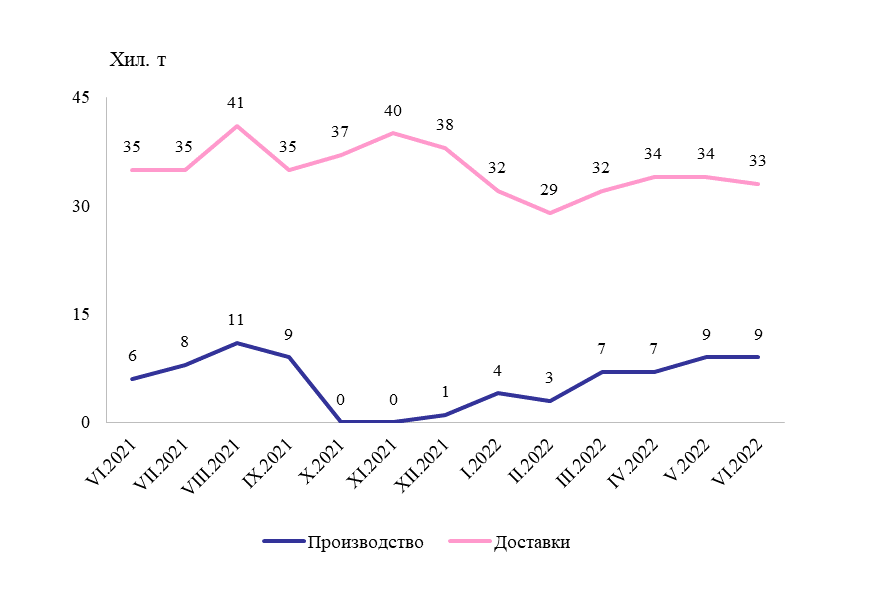 Хил. т
45
30
15
0
35 35 41 35 37 40 38 32 29 32 34 34 33
6 8 11 9 0 0 1 4 3 7 7 9 9
VI.2021 VII.2021 VIII.2021 IX.2021 X.2021 XI.2021 XII.2021 I.2022 II.2022 III.2022 IV.2022 V.2022 VI.2022
Производство Доставки